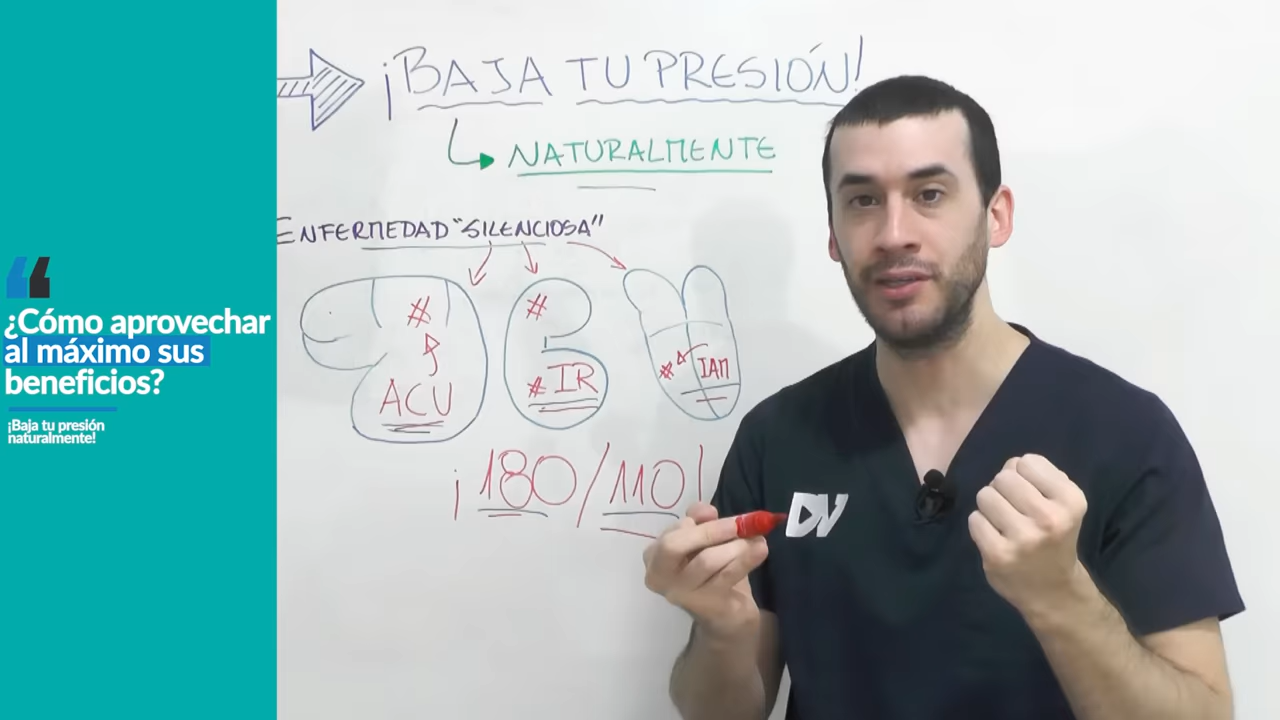 ¿Cómo aprovechar
al máximo sus
beneficios?
¡Baja tu presión
naturalmente!
¡BAJA TU PRESIÓN!
NATURALMENTE
ENFERMEDAD "SILENCIOSA"
#
ACU
#
# IR
# IAM
¡180/110!
DV